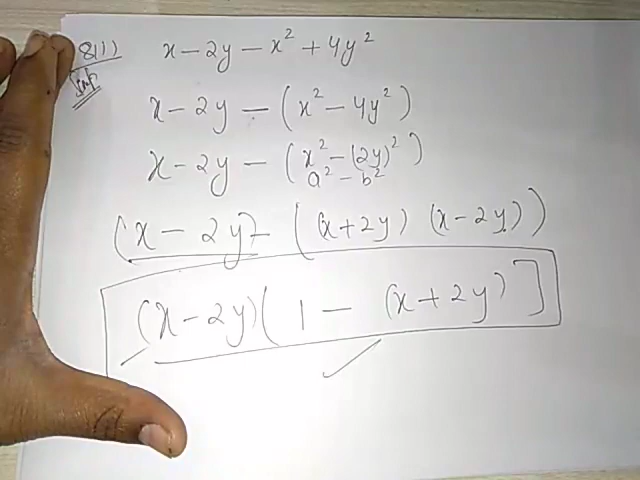 Q11) x - 2y - x² + 4y²
x - 2y - (x² - 4y²)
x - 2y - (x² - (2y)²)
a² - b²
(x - 2y) - ((x + 2y) (x - 2y))
(x - 2y)(1 - (x + 2y)]